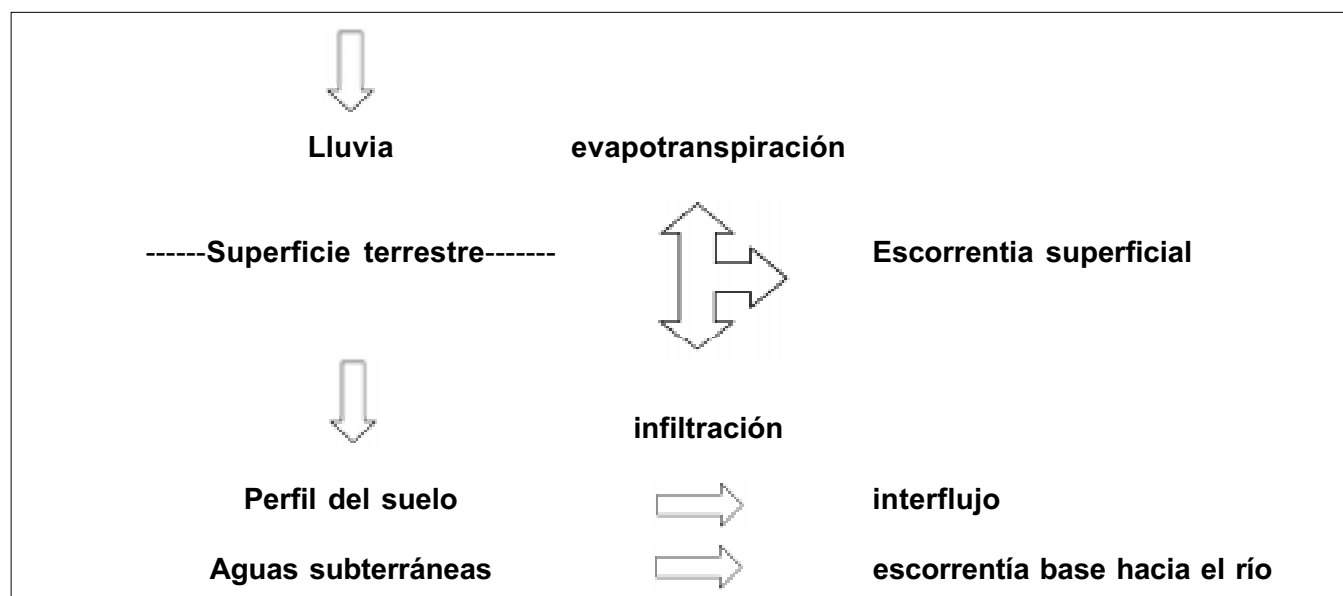 Lluvia evapotranspiración
------Superficie terrestre------- Escorrentia superficial
infiltración
Perfil del suelo interflujo
Aguas subterráneas escorrentía base hacia el río